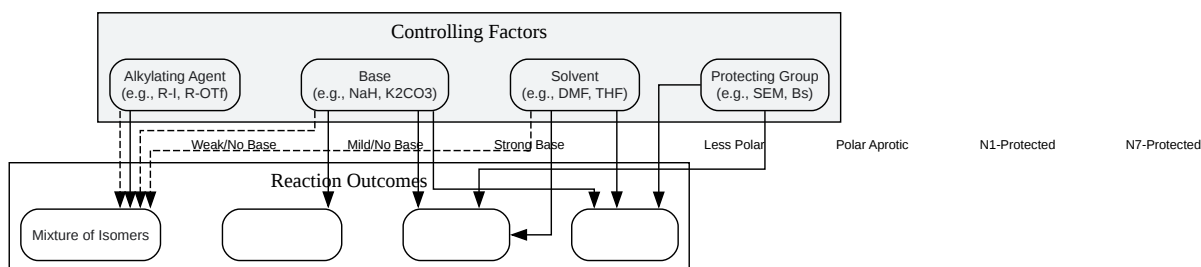 Controlling Factors
Alkylating Agent
(e.g., R-I, R-OTf)
Base
(e.g., NaH, K2CO3)
Solvent
(e.g., DMF, THF)
Protecting Group
(e.g., SEM, Bs)
Weak/No Base
Mild/No Base
Strong Base
Less Polar
Polar Aprotic
N1-Protected
N7-Protected
Reaction Outcomes
Mixture of Isomers